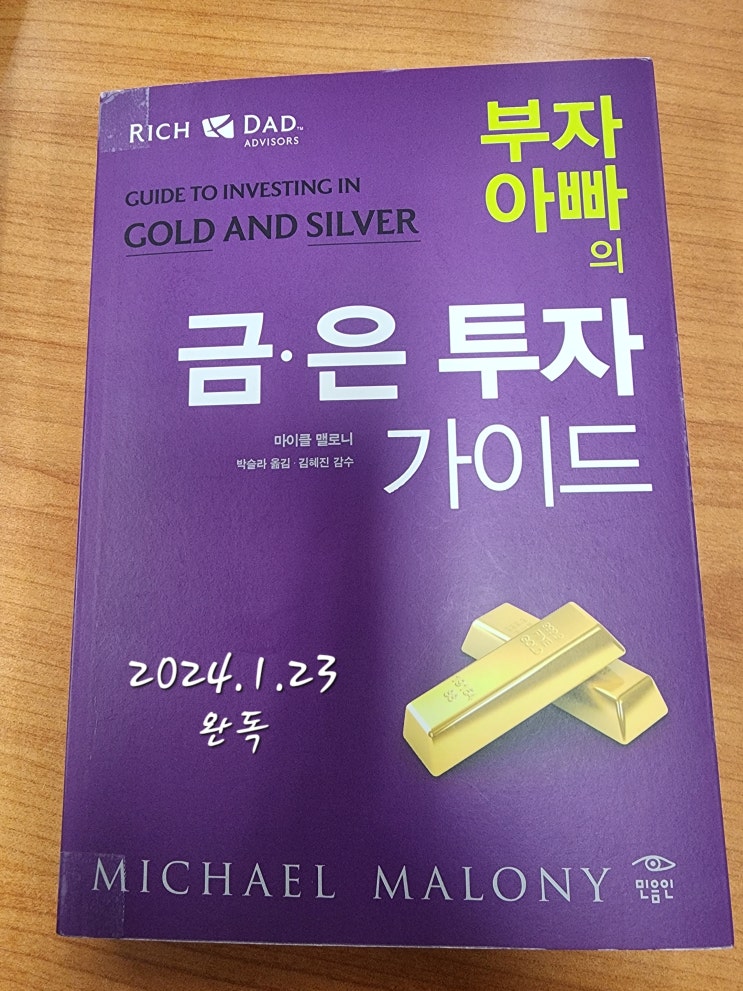 RICH DAD™
ADVISORS
GUIDE TO INVESTING IN
GOLD AND SILVER
부자
아빠
의
금·은 투자
가이드
마이클 맬로니
박슬라 옮김·김혜진 감수
2024.1.23
완독
MICHAEL MALONY
민음인